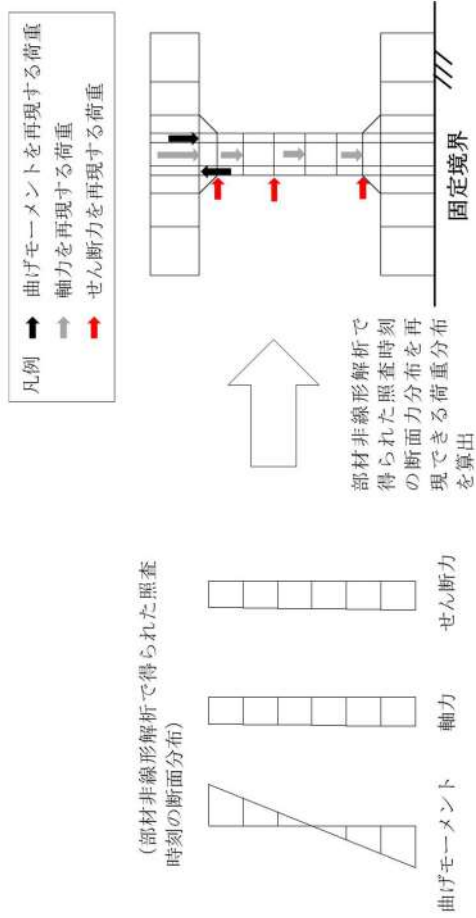 (部材非線形解析で得られた照査
時刻の断面分布)
曲げモーメント
軸力
せん断力
部材非線形解析で
得られた照査時刻
の断面力分布を再
現できる荷重分布
を算出
凡例
曲げモーメントを再現する荷重
軸力を再現する荷重
せん断力を再現する荷重
固定境界